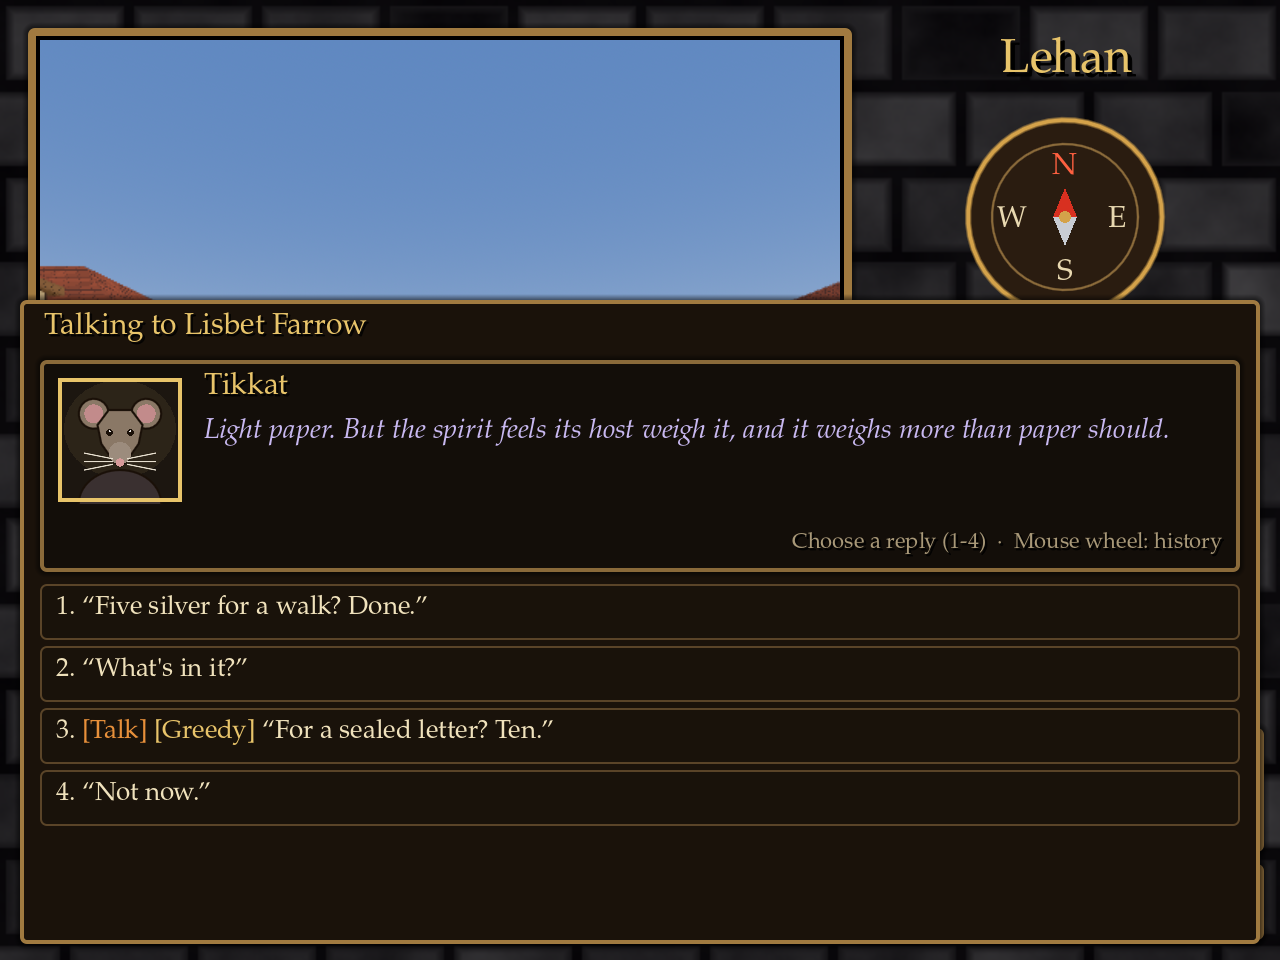 Lehan
N
W E
S
Talking to Lisbet Farrow
Tikkat
Light paper. But the spirit feels its host weigh it, and it weighs more than paper should.
Choose a reply (1-4) · Mouse wheel: history
1. “Five silver for a walk? Done.”
2. “What's in it?”
3. [Talk] [Greedy] “For a sealed letter? Ten.”
4. “Not now.”